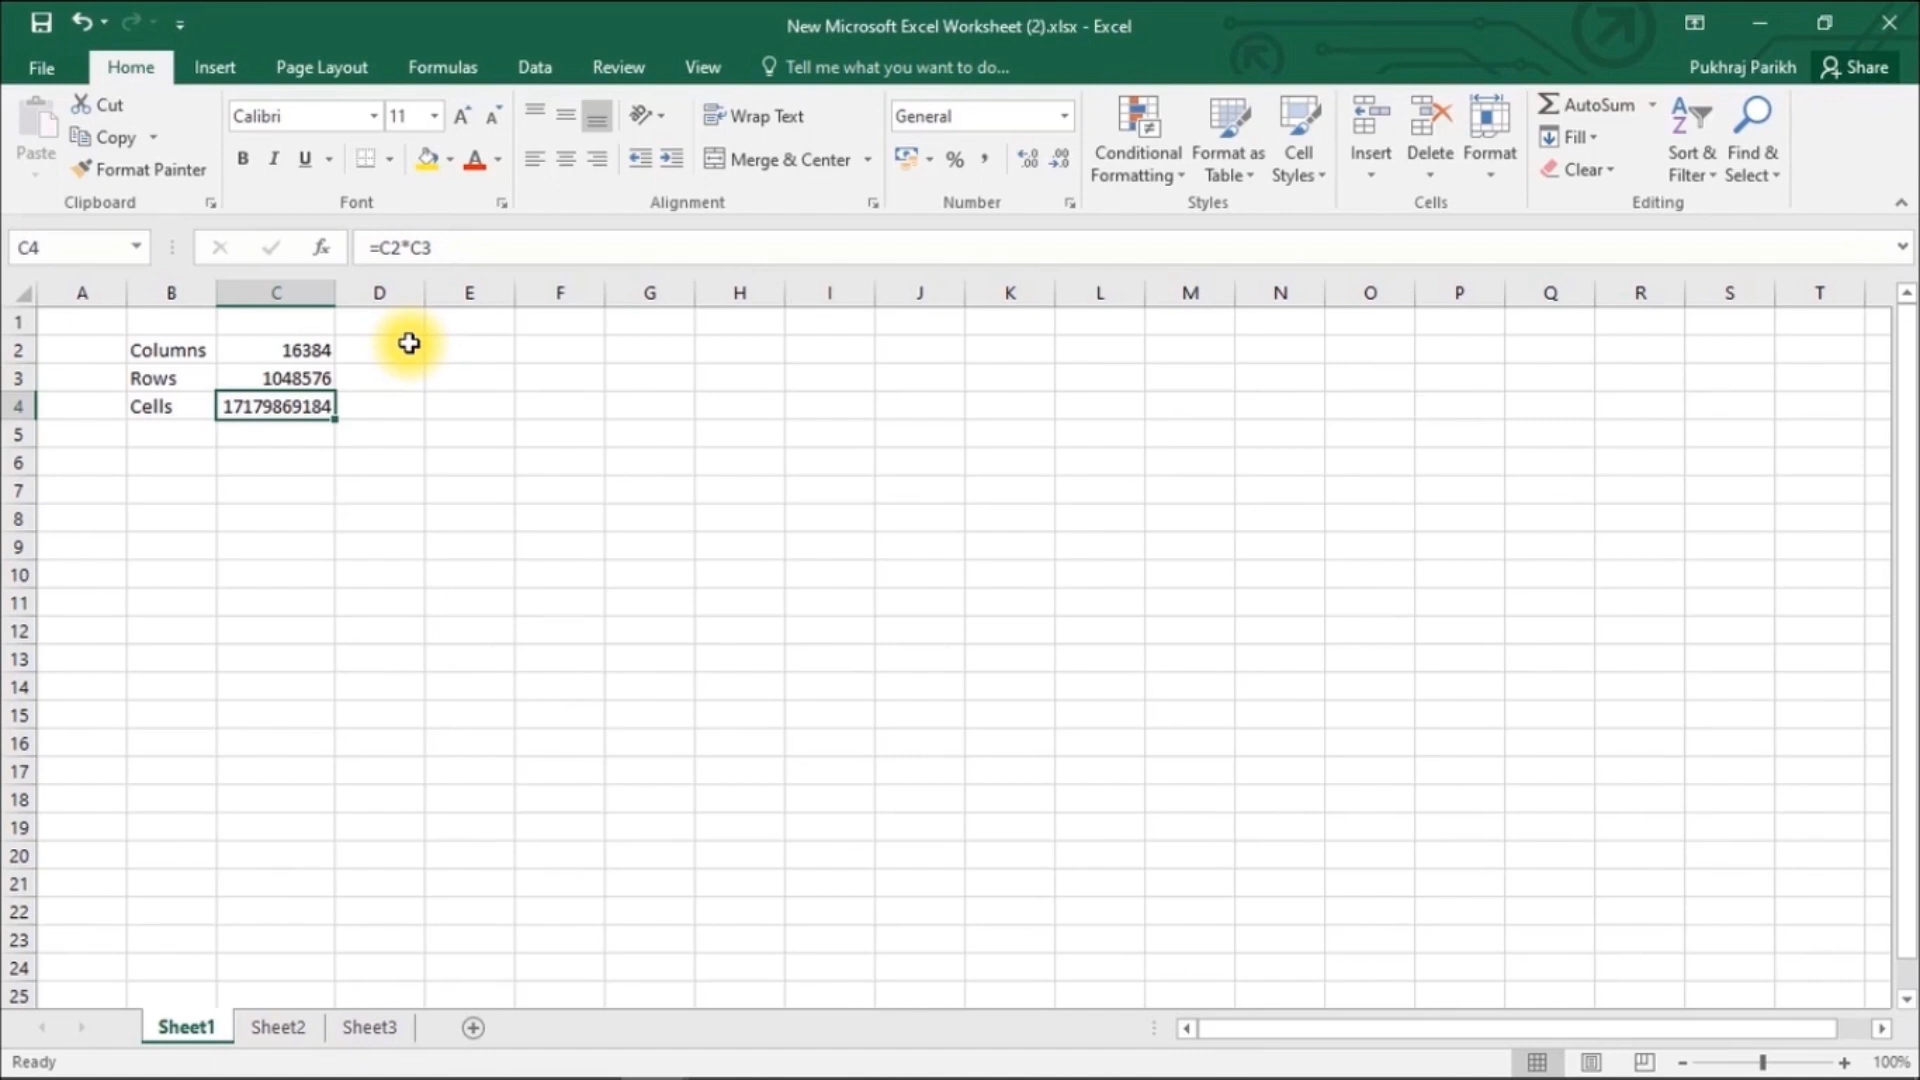 New Microsoft Excel Worksheet (2).xlsx - Excel
File Home Insert Page Layout Formulas Data Review View Tell me what you want to do... Pukhraj Parikh Share
Paste
Cut
Copy
Format Painter
Clipboard
Calibri 11
B I U A
Font
Wrap Text
Merge & Center
Alignment
General
% ,
Number
Conditional Formatting
Format as Table
Cell Styles
Styles
Insert Delete Format
Cells
AutoSum
Fill
Clear
Sort & Filter
Find & Select
Editing
C4 fx =C2*C3
A B C D E F G H I J K L M N O P Q R S T
1
2 Columns 16384
3 Rows 1048576
4 Cells 17179869184
5
6
7
8
9
10
11
12
13
14
15
16
17
18
19
20
21
22
23
24
25
Sheet1 Sheet2 Sheet3
Ready 100%